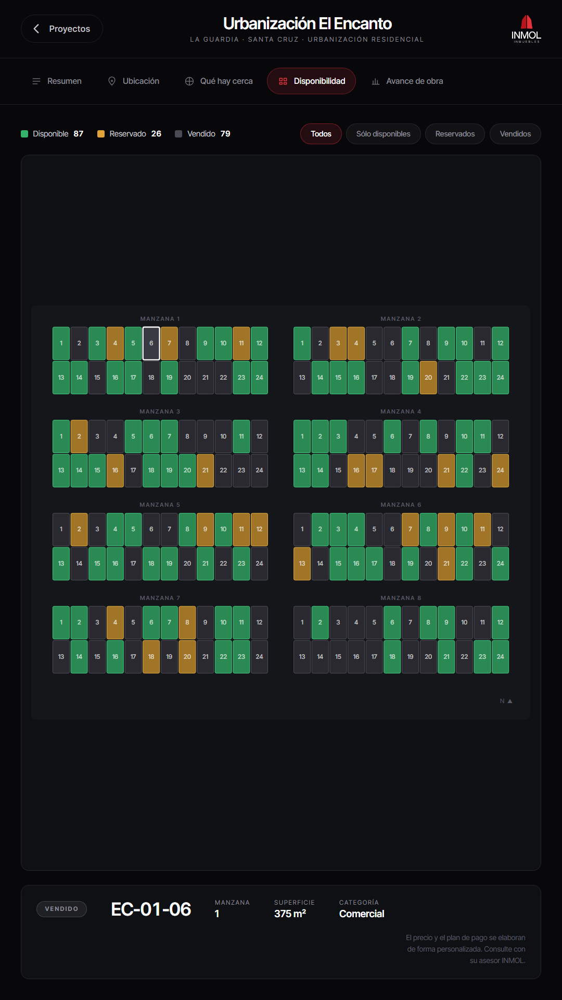 Proyectos
Urbanización El Encanto
LA GUARDIA · SANTA CRUZ · URBANIZACIÓN RESIDENCIAL
INMOL
INMUEBLES
Resumen
Ubicación
Qué hay cerca
Disponibilidad
Avance de obra
Disponible 87
Reservado 26
Vendido 79
Todos
Sólo disponibles
Reservados
Vendidos
MANZANA 1
1 2 3 4 5 6 7 8 9 10 11 12
13 14 15 16 17 18 19 20 21 22 23 24
MANZANA 2
1 2 3 4 5 6 7 8 9 10 11 12
13 14 15 16 17 18 19 20 21 22 23 24
MANZANA 3
1 2 3 4 5 6 7 8 9 10 11 12
13 14 15 16 17 18 19 20 21 22 23 24
MANZANA 4
1 2 3 4 5 6 7 8 9 10 11 12
13 14 15 16 17 18 19 20 21 22 23 24
MANZANA 5
1 2 3 4 5 6 7 8 9 10 11 12
13 14 15 16 17 18 19 20 21 22 23 24
MANZANA 6
1 2 3 4 5 6 7 8 9 10 11 12
13 14 15 16 17 18 19 20 21 22 23 24
MANZANA 7
1 2 3 4 5 6 7 8 9 10 11 12
13 14 15 16 17 18 19 20 21 22 23 24
MANZANA 8
1 2 3 4 5 6 7 8 9 10 11 12
13 14 15 16 17 18 19 20 21 22 23 24
N ▲
VENDIDO
EC-01-06
MANZANA
1
SUPERFICIE
375 m²
CATEGORÍA
Comercial
El precio y el plan de pago se elaboran
de forma personalizada. Consulte con
su asesor INMOL.